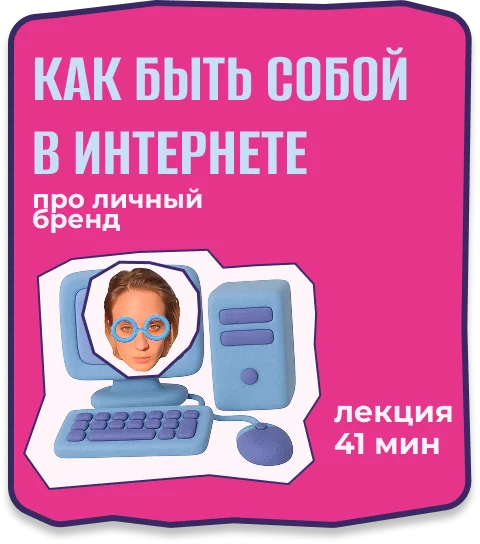 КАК БЫТЬ СОБОЙ
В ИНТЕРНЕТЕ
про личный
бренд
лекция
41 мин